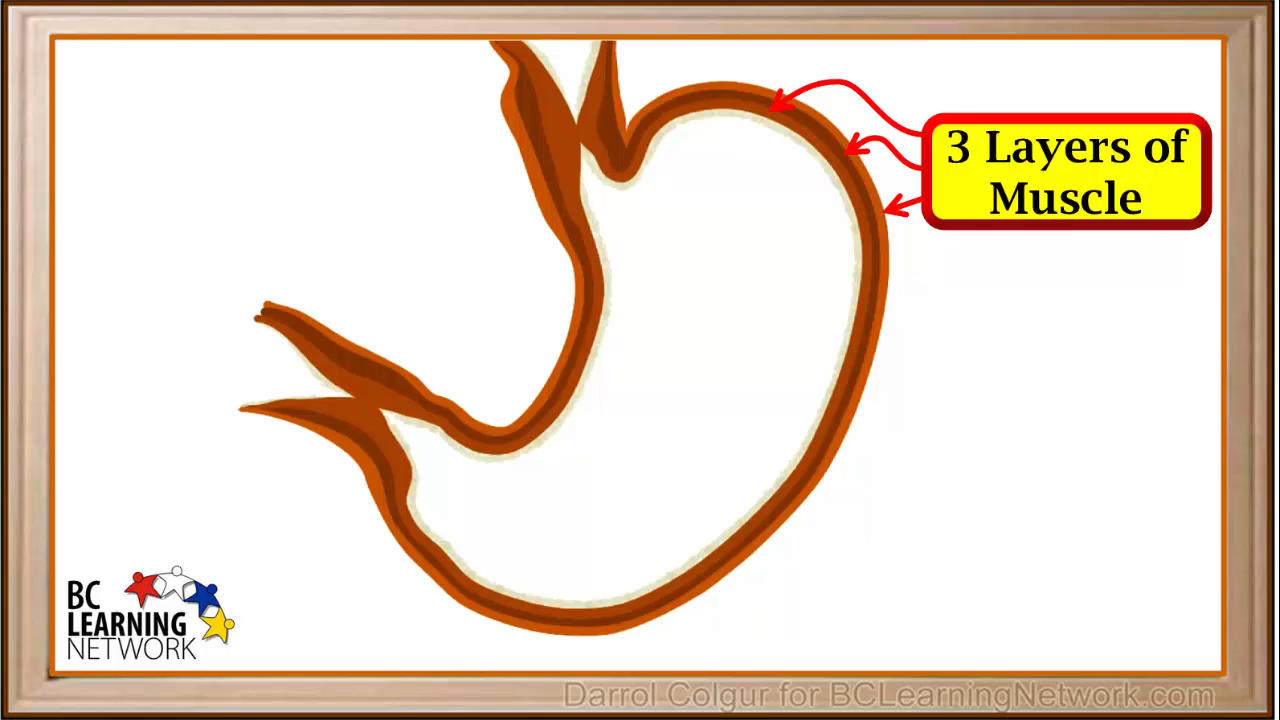 3 Layers of
Muscle
BC
LEARNING
NETWORK
Darrol Colgur for BCLearningNetwork.com